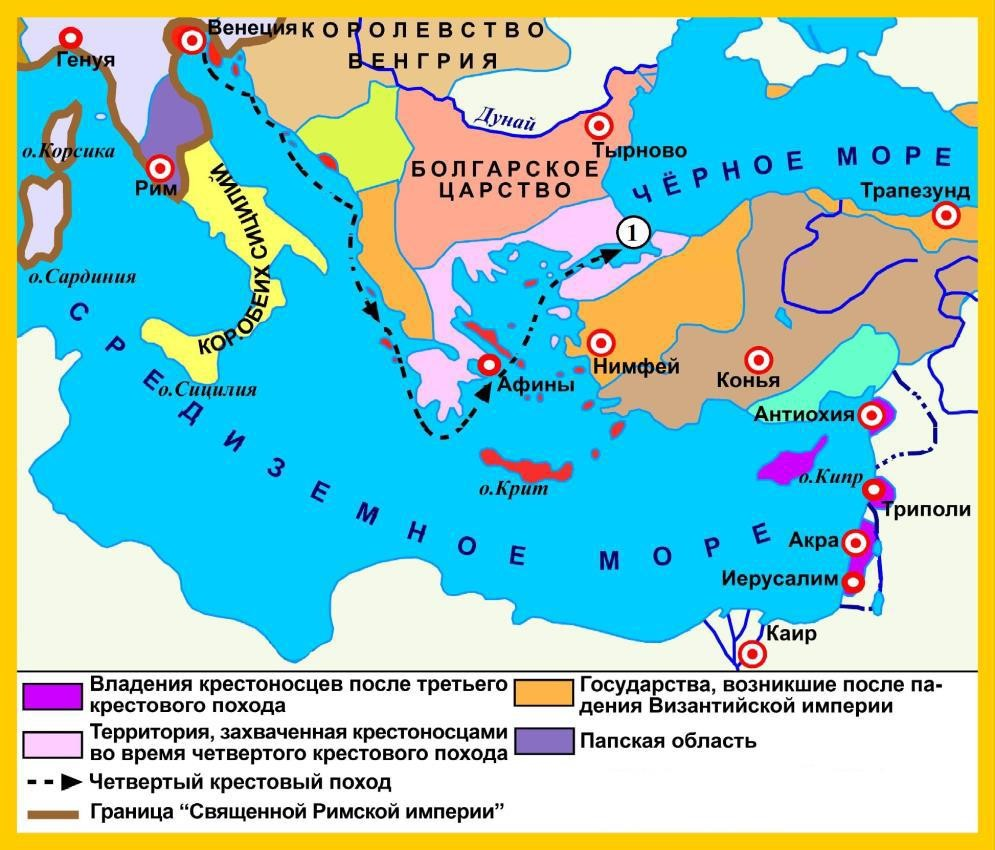 Венеция
КОРОЛЕВСТВО
ВЕНГРИЯ
Генуя
Дунай
Тырново
о.Корсика
БОЛГАРСКОЕ
ЦАРСТВО
ЧЁРНОЕ МОРЕ
Рим
Трапезунд
1
КОРОБЕИХ СИЦИЛИЙ
о.Сардиния
СРЕДИЗЕМНОЕ МОРЕ
Нимфей
Конья
о.Сицилия
Афины
Антиохия
о.Крит
о.Кипр
Триполи
Акра
Иерусалим
Каир
Владения крестоносцев после третьего
крестового похода
Территория, захваченная крестоносцами
во время четвертого крестового похода
Четвертый крестовый поход
Граница “Священной Римской империи”
Государства, возникшие после па-
дения Византийской империи
Папская область